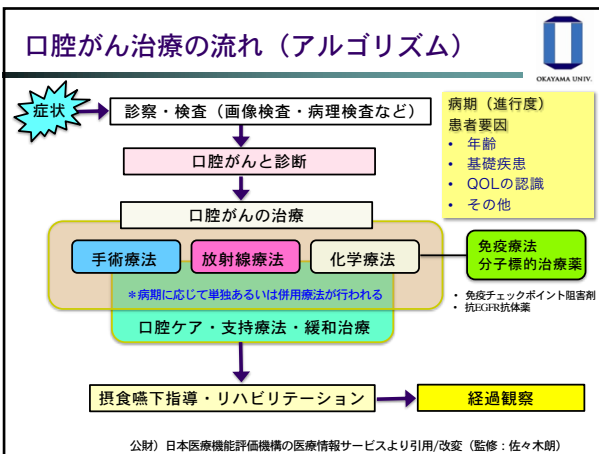 口腔がん治療の流れ（アルゴリズム）
OKAYAMA UNIV.
症状
診察・検査（画像検査・病理検査など）
病期（進行度）
患者要因
• 年齢
• 基礎疾患
• QOLの認識
• その他
口腔がんと診断
口腔がんの治療
手術療法
放射線療法
化学療法
免疫療法
分子標的治療薬
• 免疫チェックポイント阻害剤
• 抗EGFR抗体薬
＊病期に応じて単独あるいは併用療法が行われる
口腔ケア・支持療法・緩和治療
摂食嚥下指導・リハビリテーション
経過観察
公財）日本医療機能評価機構の医療情報サービスより引用/改変（監修：佐々木朗）